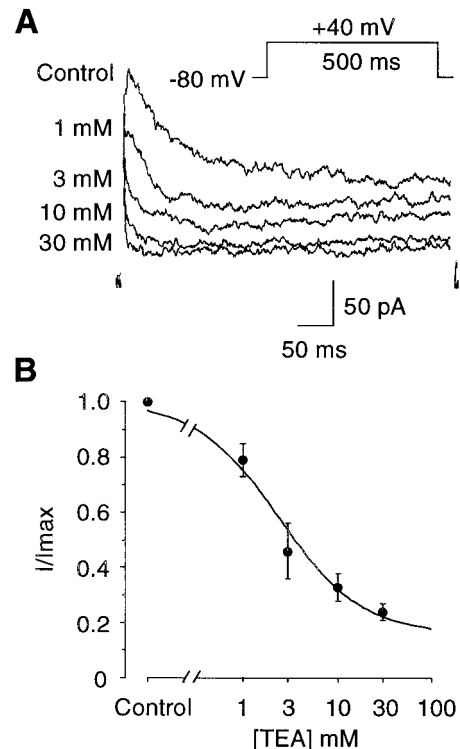 A
+40 mV
Control
-80 mV
500 ms
1 mM
3 mM
10 mM
30 mM
50 pA
50 ms
B
1.0
0.8
0.6
0.4
0.2
0
I/Imax
Control 1 3 10 30 100
[TEA] mM